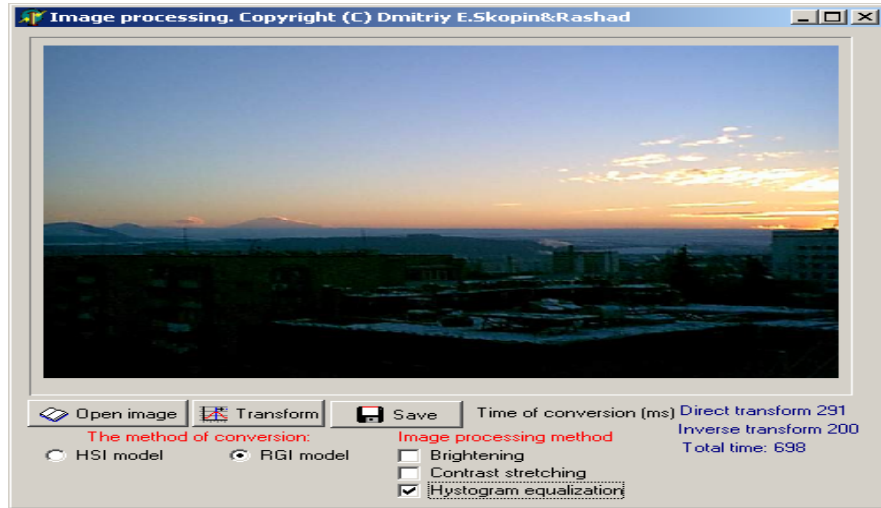 Image processing. Copyright (C) Dmitriy E.Skopin&Rashad
Open image Transform Save Time of conversion (ms) Direct transform 291
Inverse transform 200
The method of conversion: Image processing method
Total time: 698
HSI model RGI model Brightening
Contrast stretching
Hystogram equalization